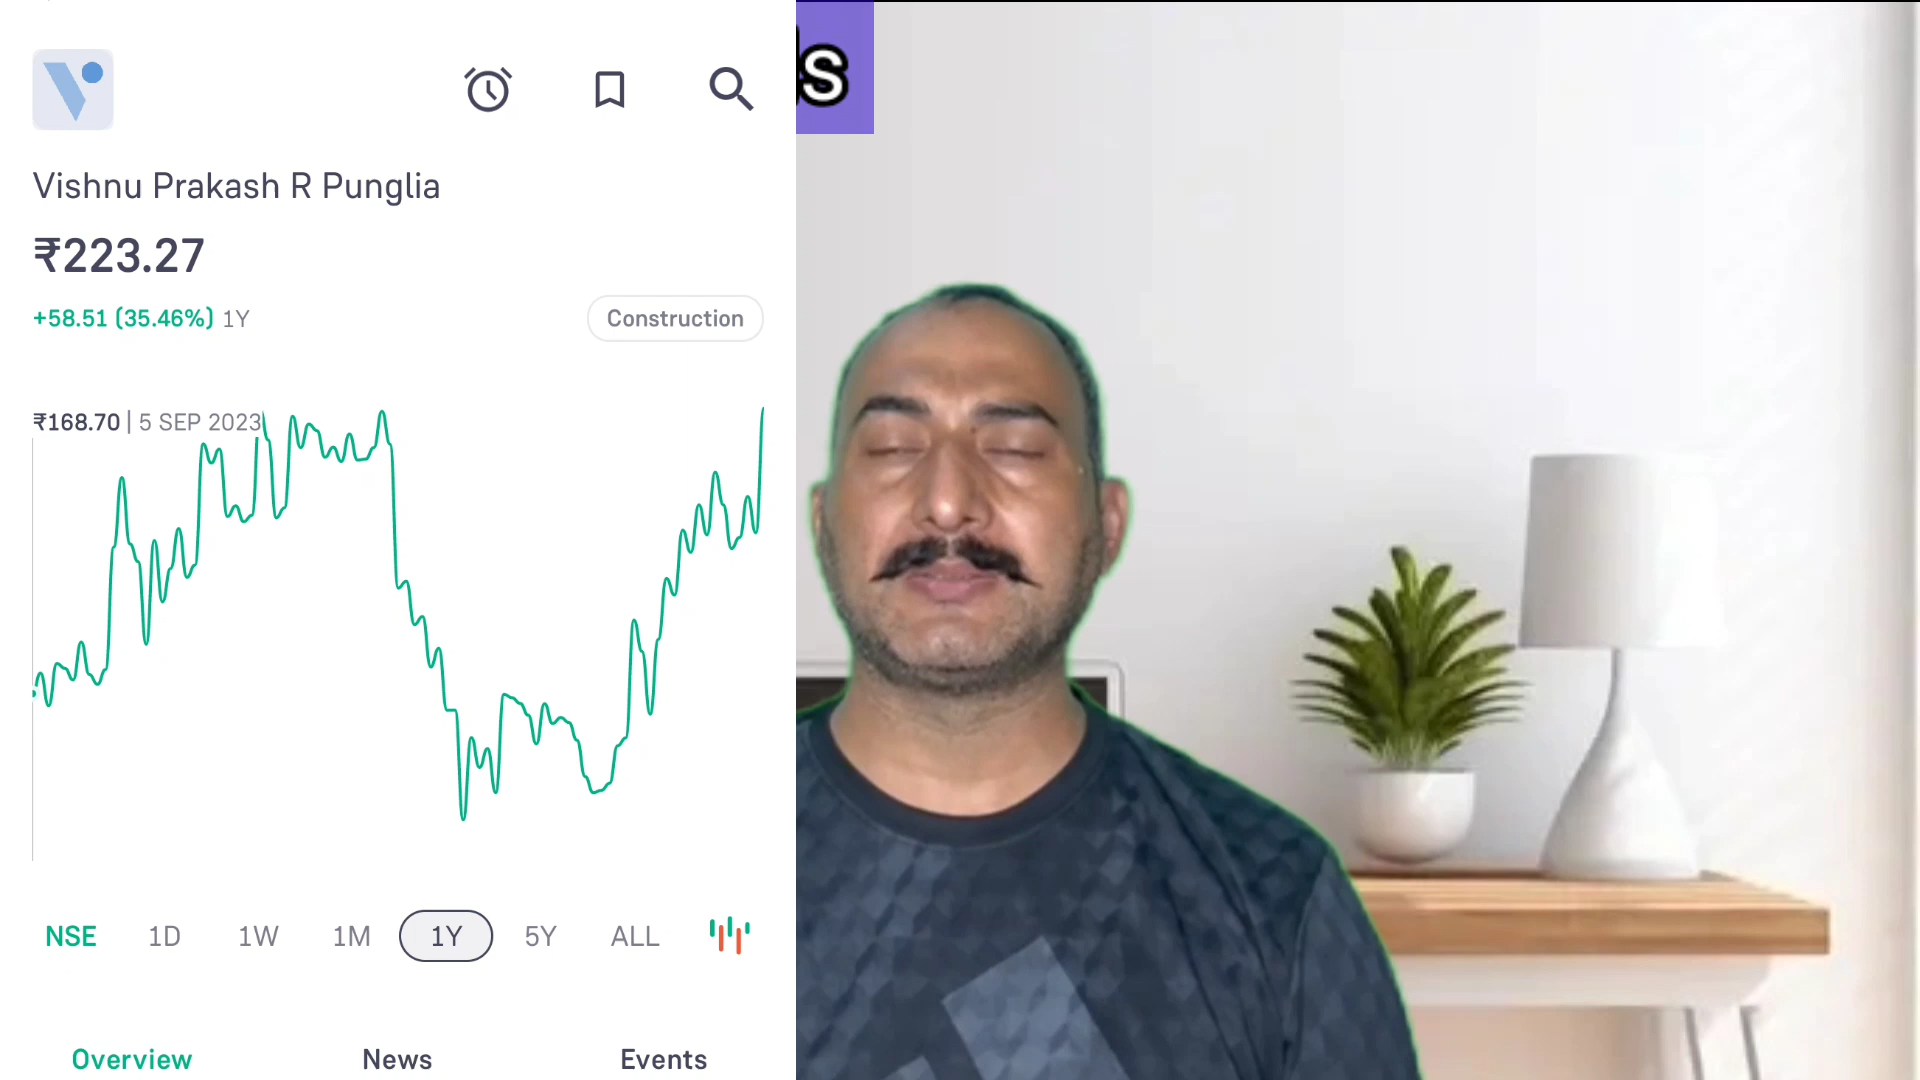 Vishnu Prakash R Punglia
₹223.27
+58.51 (35.46%) 1Y
Construction
₹168.70 | 5 SEP 2023
NSE 1D 1W 1M 1Y 5Y ALL
Overview News Events
s